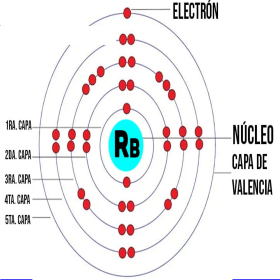 ELECTRÓN
1RA. CAPA
2DA. CAPA
3RA. CAPA
4TA. CAPA
5TA. CAPA
RB
NÚCLEO
CAPA DE
VALENCIA